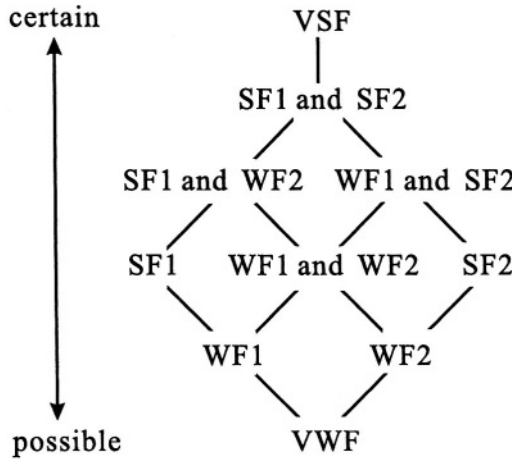 certain VSF
SF1 and SF2
SF1 and WF2 WF1 and SF2
SF1 WF1 and WF2 SF2
WF1 WF2
possible VWF